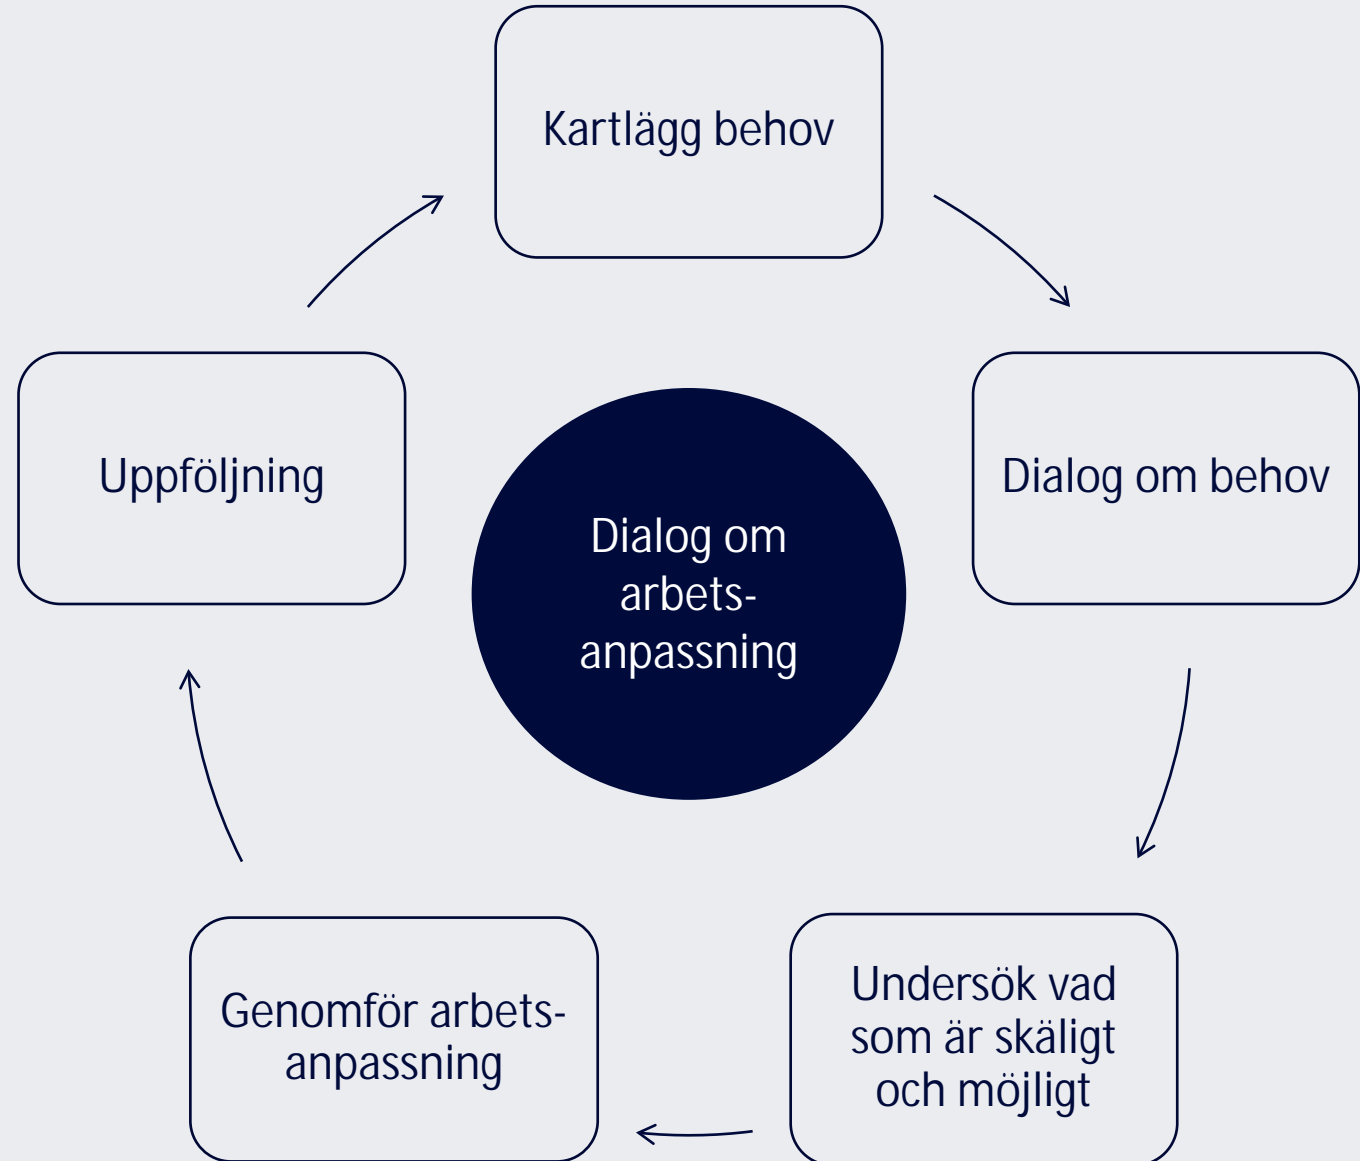 Kartlägg behov
Dialog om behov
Undersök vad
som är skäligt
och möjligt
Genomför arbets-
anpassning
Uppföljning
Dialog om
arbets-
anpassning